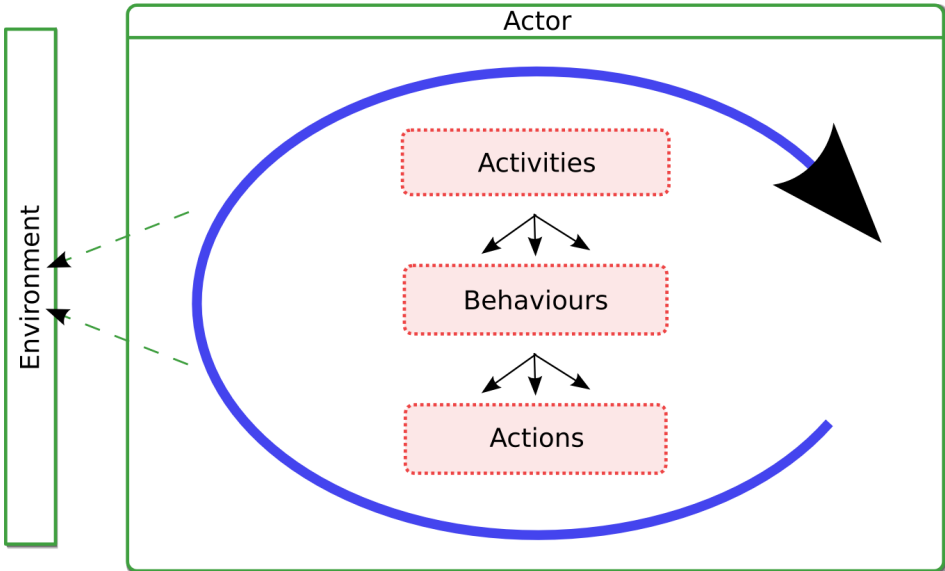 Actor
Environment
Activities
Behaviours
Actions